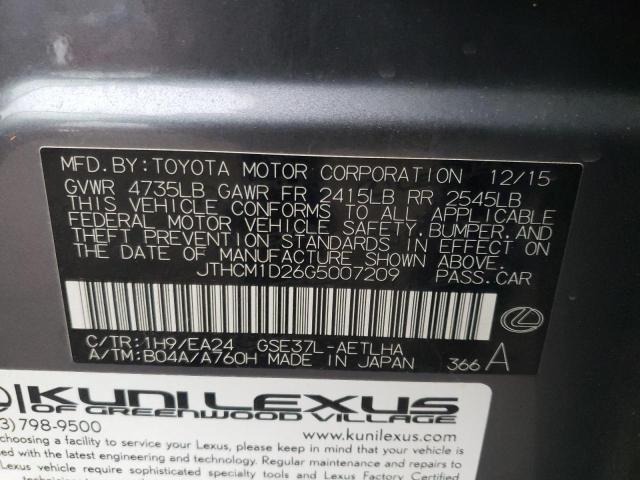 MFD.BY:TOYOTA MOTOR CORPORATION 12/15
GVWR 4735LB GAWR FR 2415LB RR 2545LB
THIS VEHICLE CONFORMS TO ALL APPLICABLE
FEDERAL MOTOR VEHICLE SAFETY,BUMPER,AND
THEFT PREVENTION STANDARDS IN EFFECT ON
THE DATE OF MANUFACTURE SHOWN ABOVE.
JTHCM1D26G5007209 PASS.CAR
C/TR:1H9/EA24 GSE37L-AETLHA
A/TM:B04A/A760H MADE IN JAPAN 366 A
KUNI LEXUS
OF GREENWOOD VILLAGE
3) 798-9500 www.kunilexus.com
choosing a facility to service your Lexus, please keep in mind that your vehicle is
ed with the latest engineering and technology. Regular maintenance and repairs
Lexus vehicle require sophisticated specialty tools and Lexus Factory Certified